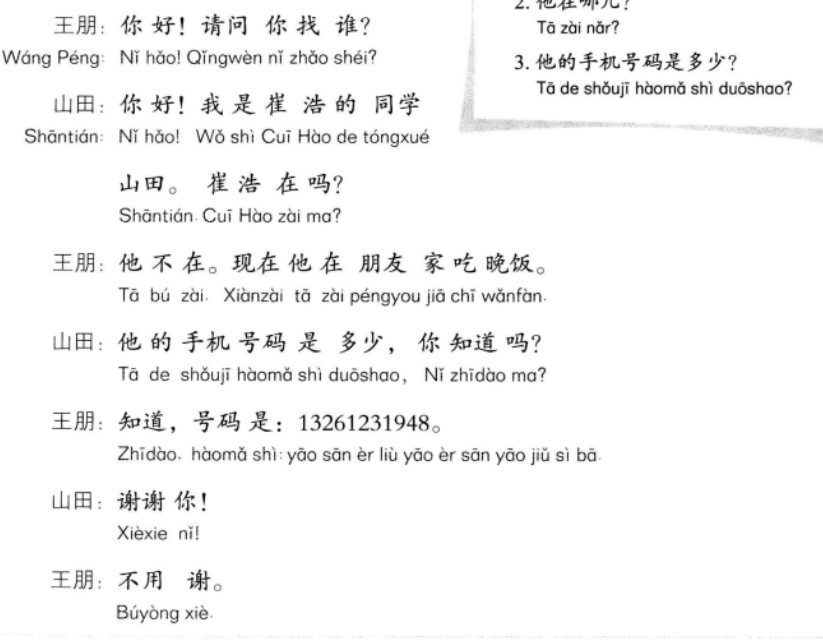 王朋：你好！请问你找谁？
Wáng Péng: Nǐ hǎo! Qǐngwèn nǐ zhǎo shéi?
山田：你好！我是崔浩的同学
Shāntián: Nǐ hǎo! Wǒ shì Cuī Hào de tóngxué
山田。崔浩在吗？
Shāntián. Cuī Hào zài ma?
王朋：他不在。现在他在朋友家吃晚饭。
Tā bú zài. Xiànzài tā zài péngyou jiā chī wǎnfàn.
山田：他的手机号码是多少，你知道吗？
Tā de shǒujī hàomǎ shì duōshao, Nǐ zhīdào ma?
王朋：知道，号码是：13261231948。
Zhīdào. hàomǎ shì: yāo sān èr liù yāo èr sān yāo jiǔ sì bā.
山田：谢谢你！
Xièxie nǐ!
王朋：不用谢。
Búyòng xiè.
2. 他在哪儿？
Tā zài nǎr?
3. 他的手机号码是多少？
Tā de shǒujī hàomǎ shì duōshao?